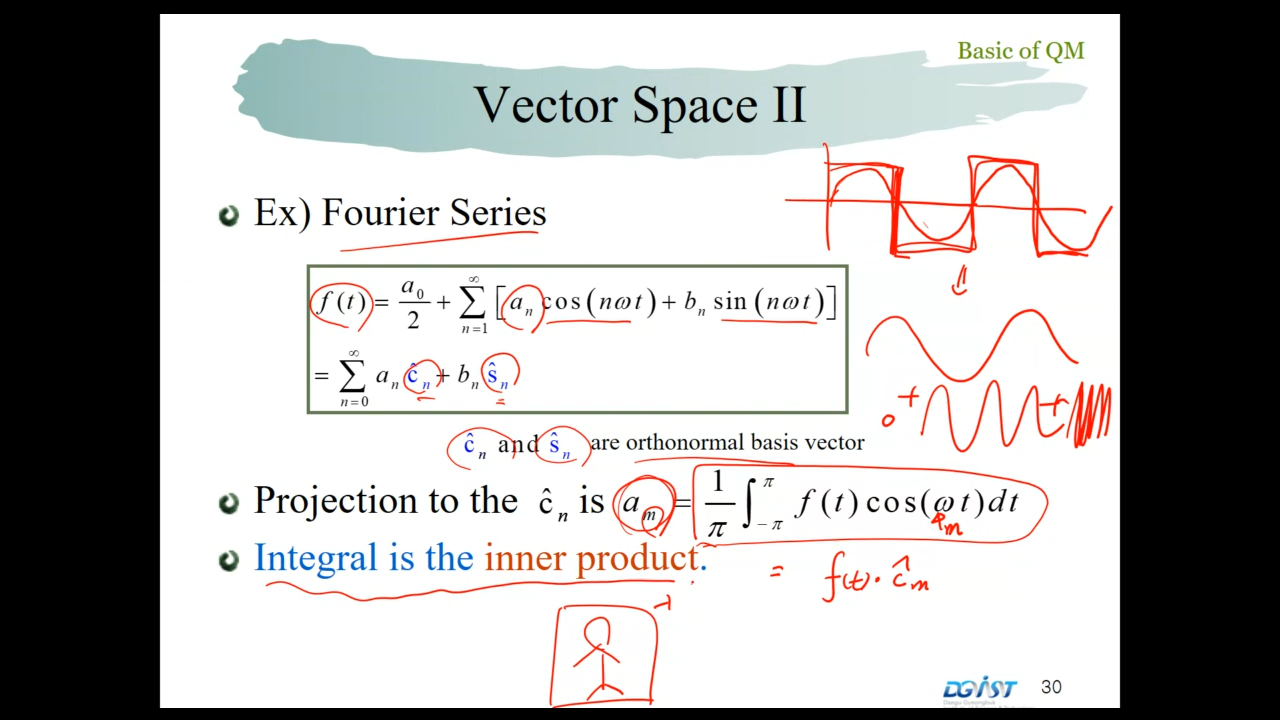 Basic of QM
Vector Space II
Ex) Fourier Series
f(t) = a₀/2 + ∑_{n=1}^{∞} [aₙ cos(nωt) + bₙ sin(nωt)]
= ∑_{n=0}^{∞} aₙ ĉₙ + bₙ ŝₙ
ĉₙ and ŝₙ are orthonormal basis vector
Projection to the ĉₙ is aₘ = 1/π ∫_{-π}^{π} f(t) cos(ωt) dt
m
Integral is the inner product.
= f(t) · ĉₘ
DGIST
30